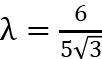 λ = 6 / 5√3